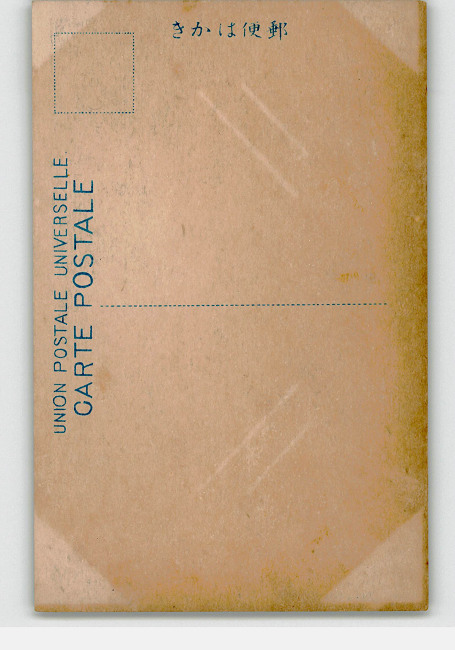 郵便はかき
UNION POSTALE UNIVERSELLE.
CARTE POSTALE